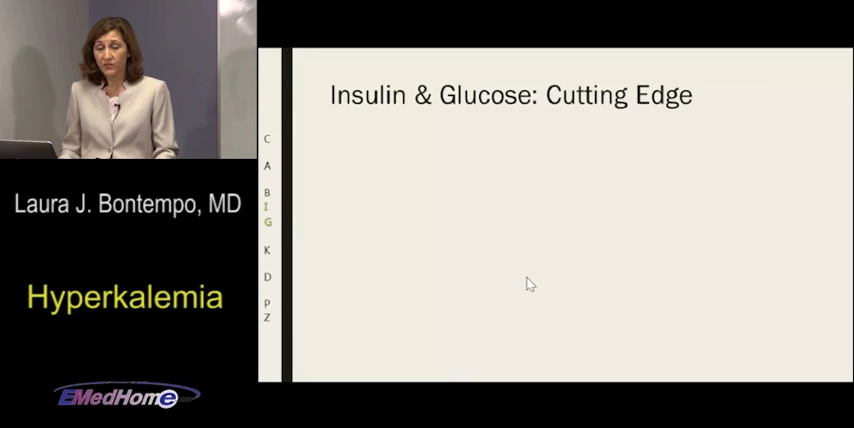 Insulin & Glucose: Cutting Edge
C
A
B
I
G
K
D
P
Z
Laura J. Bontempo, MD
Hyperkalemia
EMedHome